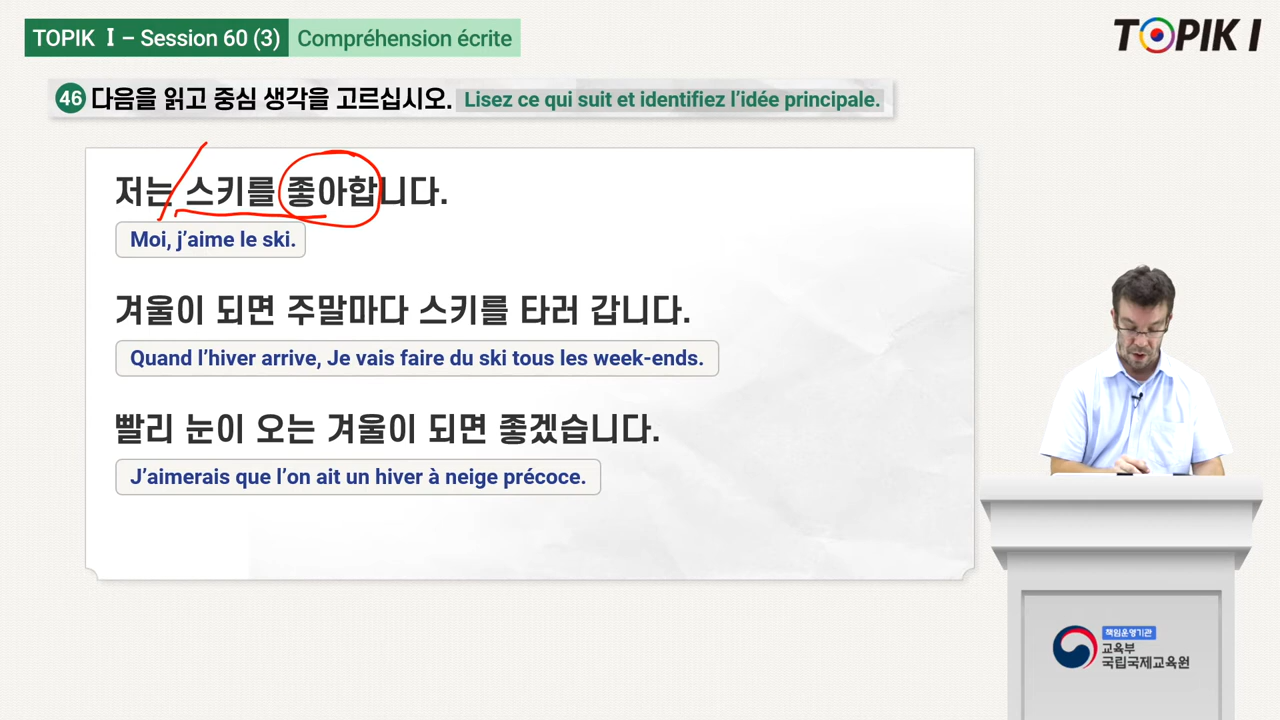 TOPIK I – Session 60 (3) Compréhension écrite
TOPIK I
46 다음을 읽고 중심 생각을 고르십시오. Lisez ce qui suit et identifiez l’idée principale.
저는 스키를 좋아합니다.
Moi, j’aime le ski.
겨울이 되면 주말마다 스키를 타러 갑니다.
Quand l’hiver arrive, Je vais faire du ski tous les week-ends.
빨리 눈이 오는 겨울이 되면 좋겠습니다.
J’aimerais que l’on ait un hiver à neige précoce.
책임운영기관
교육부
국립국제교육원